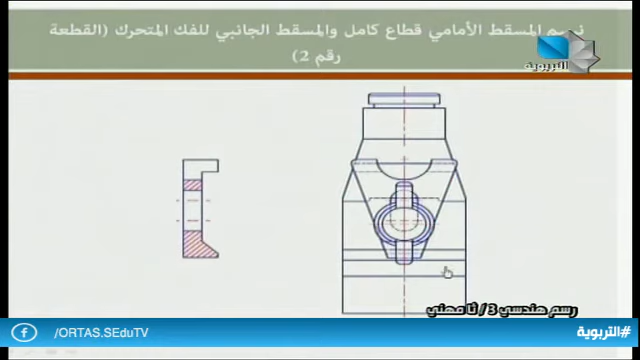 نرسم المسقط الأمامي قطاع كامل والمسقط الجانبي للفك المتحرك (القطعة
رقم 2)
التربوية
رسم هندسي 3 / ثا مهني
/ORTAS.SEduTV
#التربوية